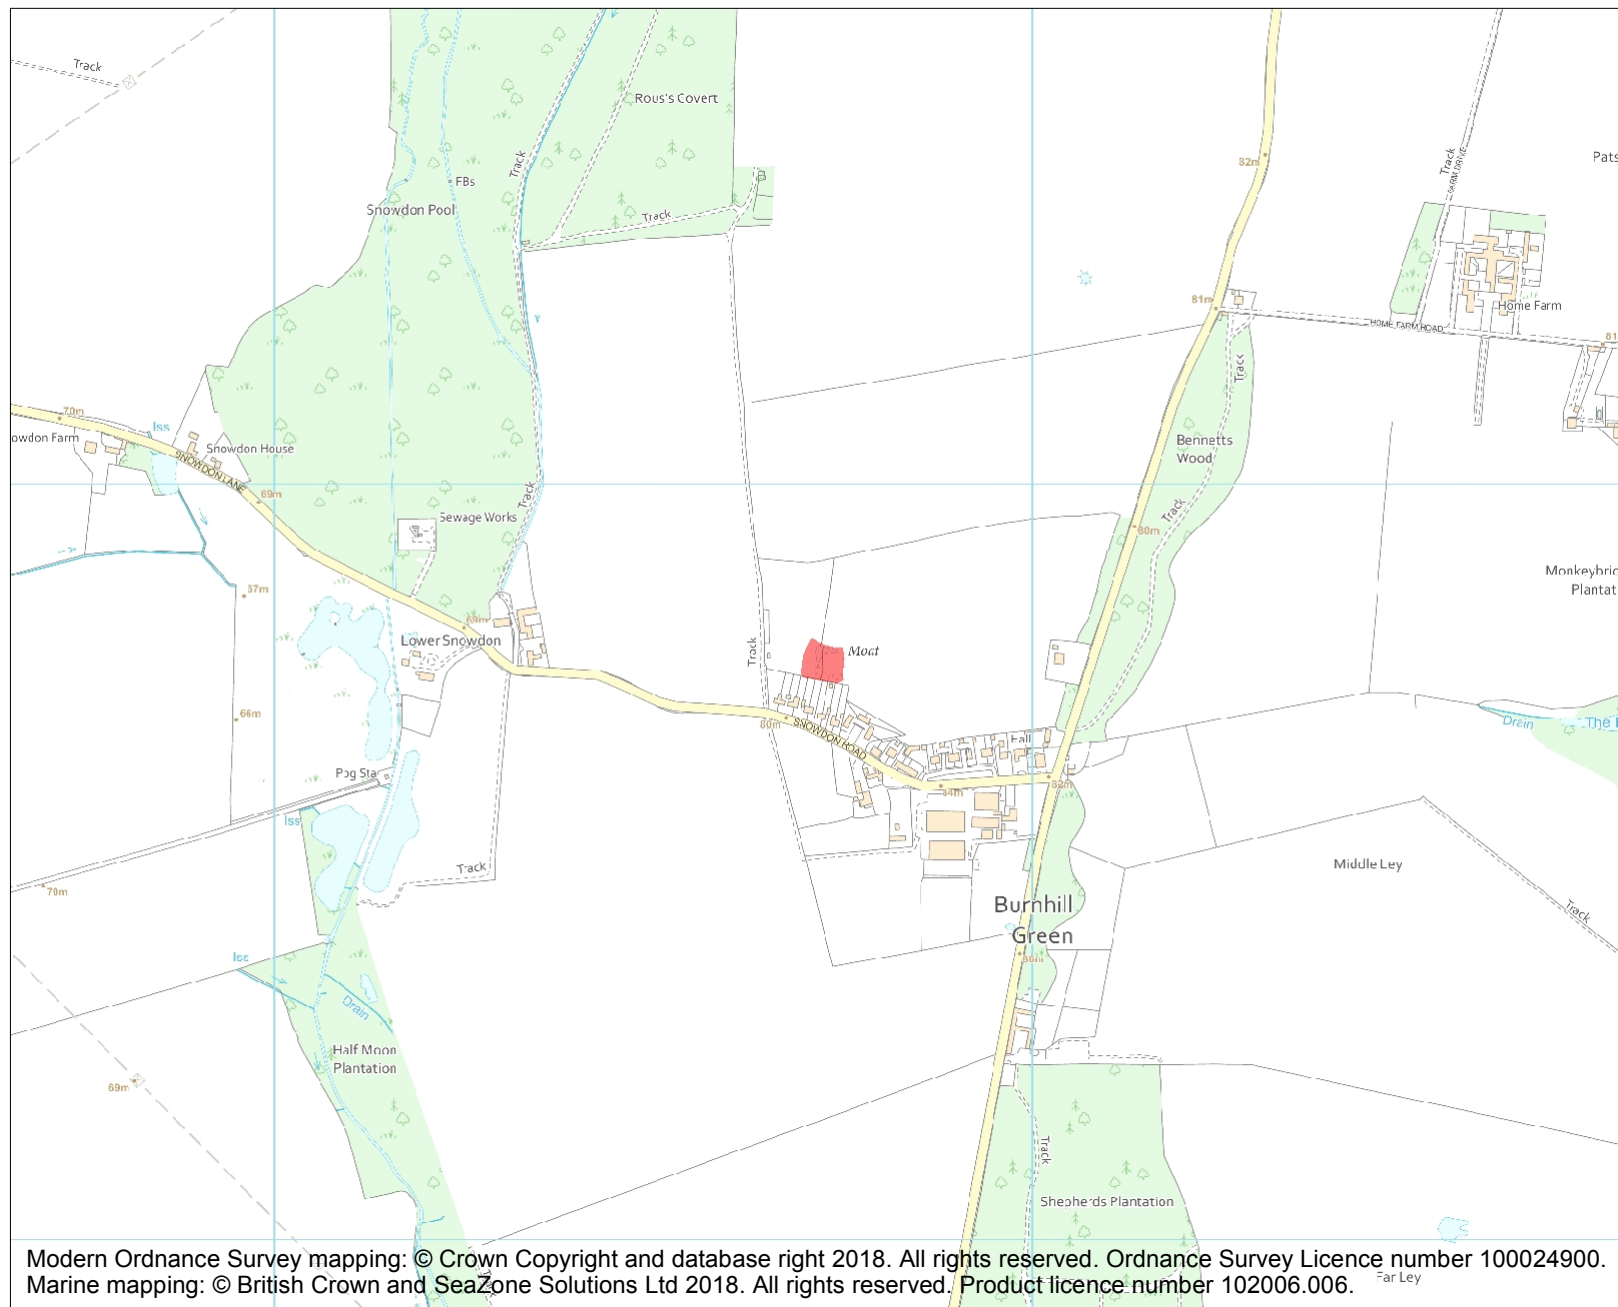 Track
Rous's Covert
Track
82m
Track
FARM DRIVE
Pats
FBs
Snowdon Pool
Track
81m
Home Farm
HOME FARM ROAD
81
Track
70m
Iss
owdon Farm
Snowdon House
SNOWDON LANE
Bennetts
Wood
69m
Track
Sewage Works
Track
80m
67m
Monkeybric
Plantat
69m
Lower Snowdon
Track
Moat
66m
80m
SNOWDON ROAD
Hall
Drain
The
Ppg Sta
84m
82m
Iss
Track
Middle Ley
70m
Burnhill
Green
Track
Iss
Drain
Half Moon
Plantation
69m
Track
Shepherds Plantation
Modern Ordnance Survey mapping: © Crown Copyright and database right 2018. All rights reserved. Ordnance Survey Licence number 100024900.
Marine mapping: © British Crown and SeaZone Solutions Ltd 2018. All rights reserved. Product licence number 102006.006.
Far Ley